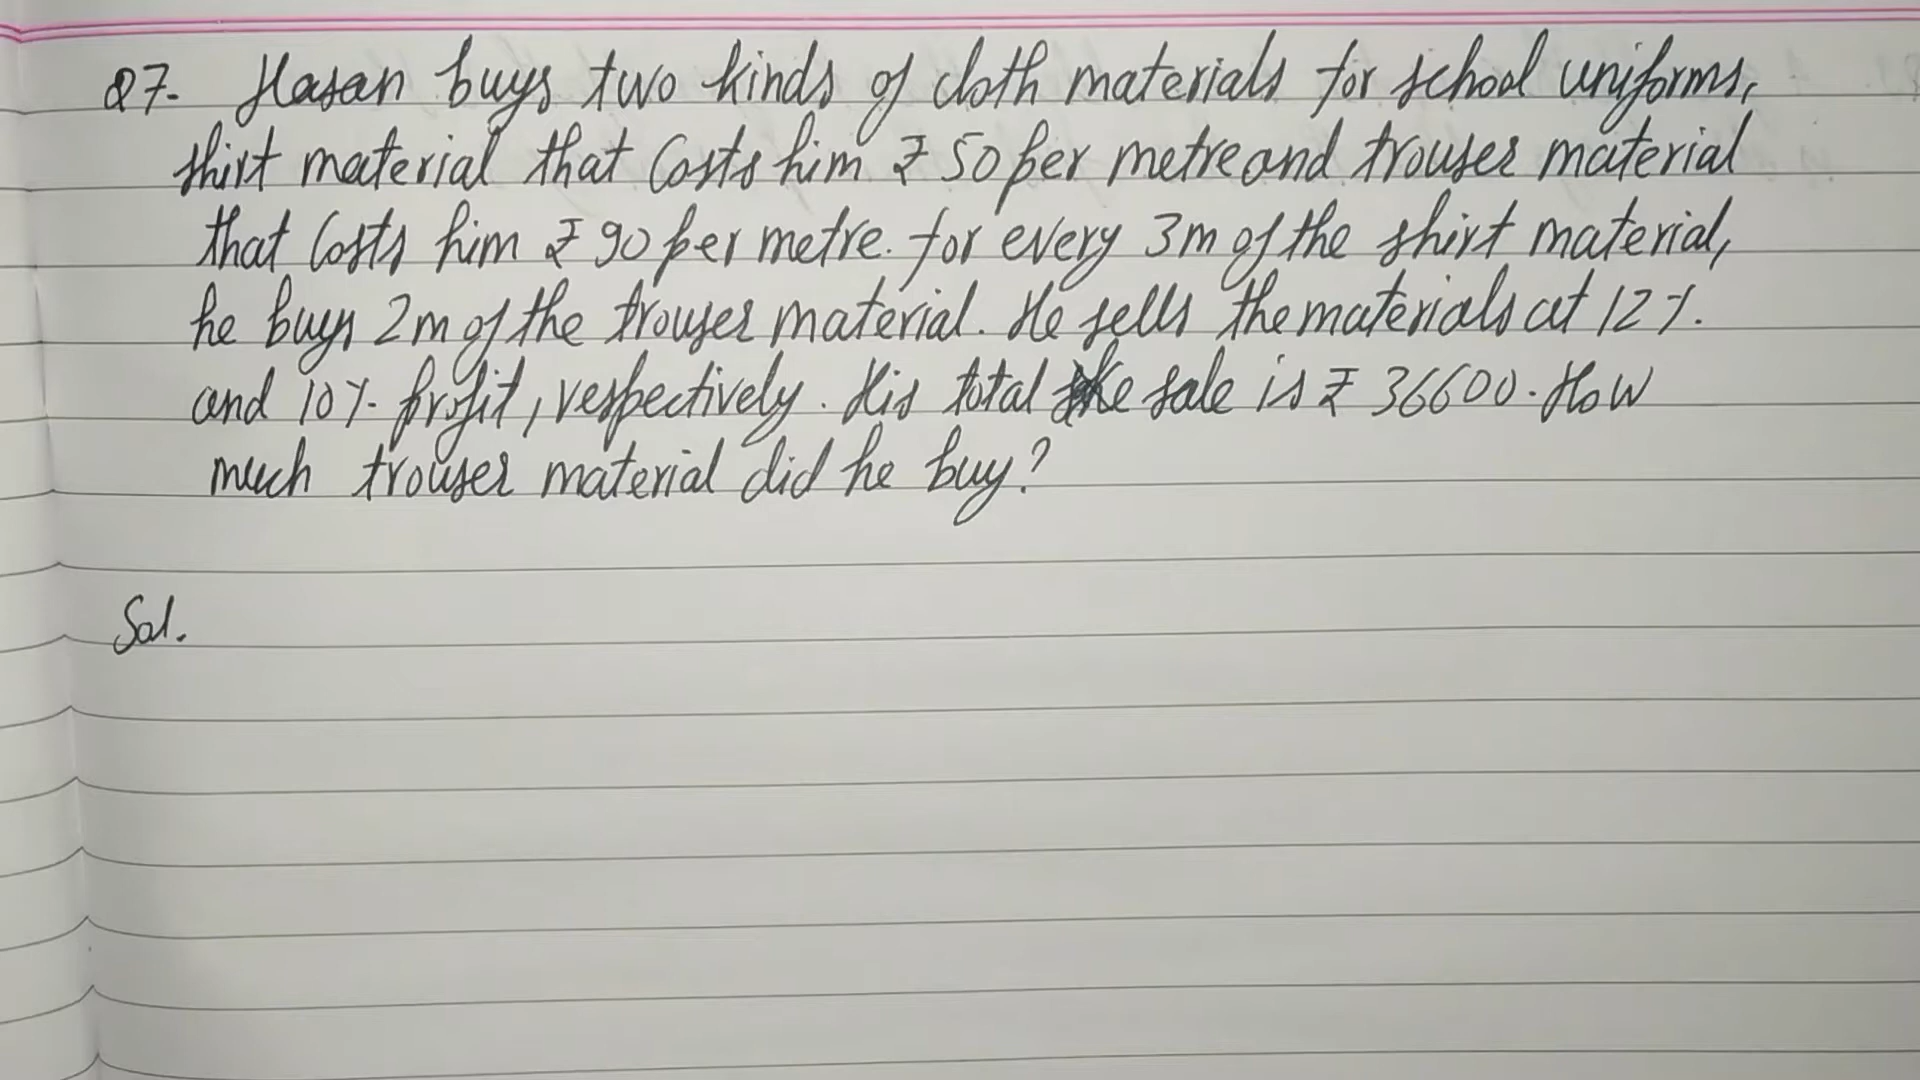 Q7. Hasan buys two kinds of cloth materials for school uniforms,
shirt material that Costs him ₹ 50 per metre and trouser material
that Costs him ₹ 90 per metre. for every 3m of the shirt material,
he buys 2m of the trouser material. He sells the materials at 12%.
and 10%. profit, respectively. His total sale is ₹ 36600. How
much trouser material did he buy?
Sol.